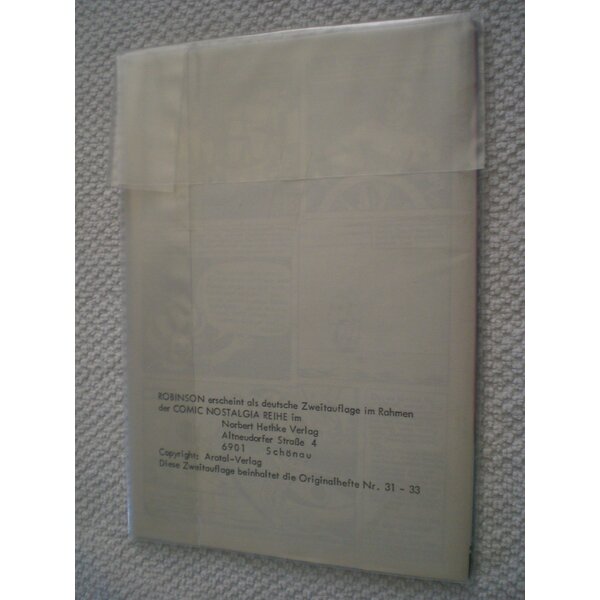 ROBINSON erscheint als deutsche Zweitauflage im Rahmen
der COMIC NOSTALGIA REIHE im
Norbert Hethke Verlag
Altneudorfer Straße 4
6901 Schönau
Copyright: Aratal-Verlag
Diese Zweitauflage beinhaltet die Originalhefte Nr. 31 - 33